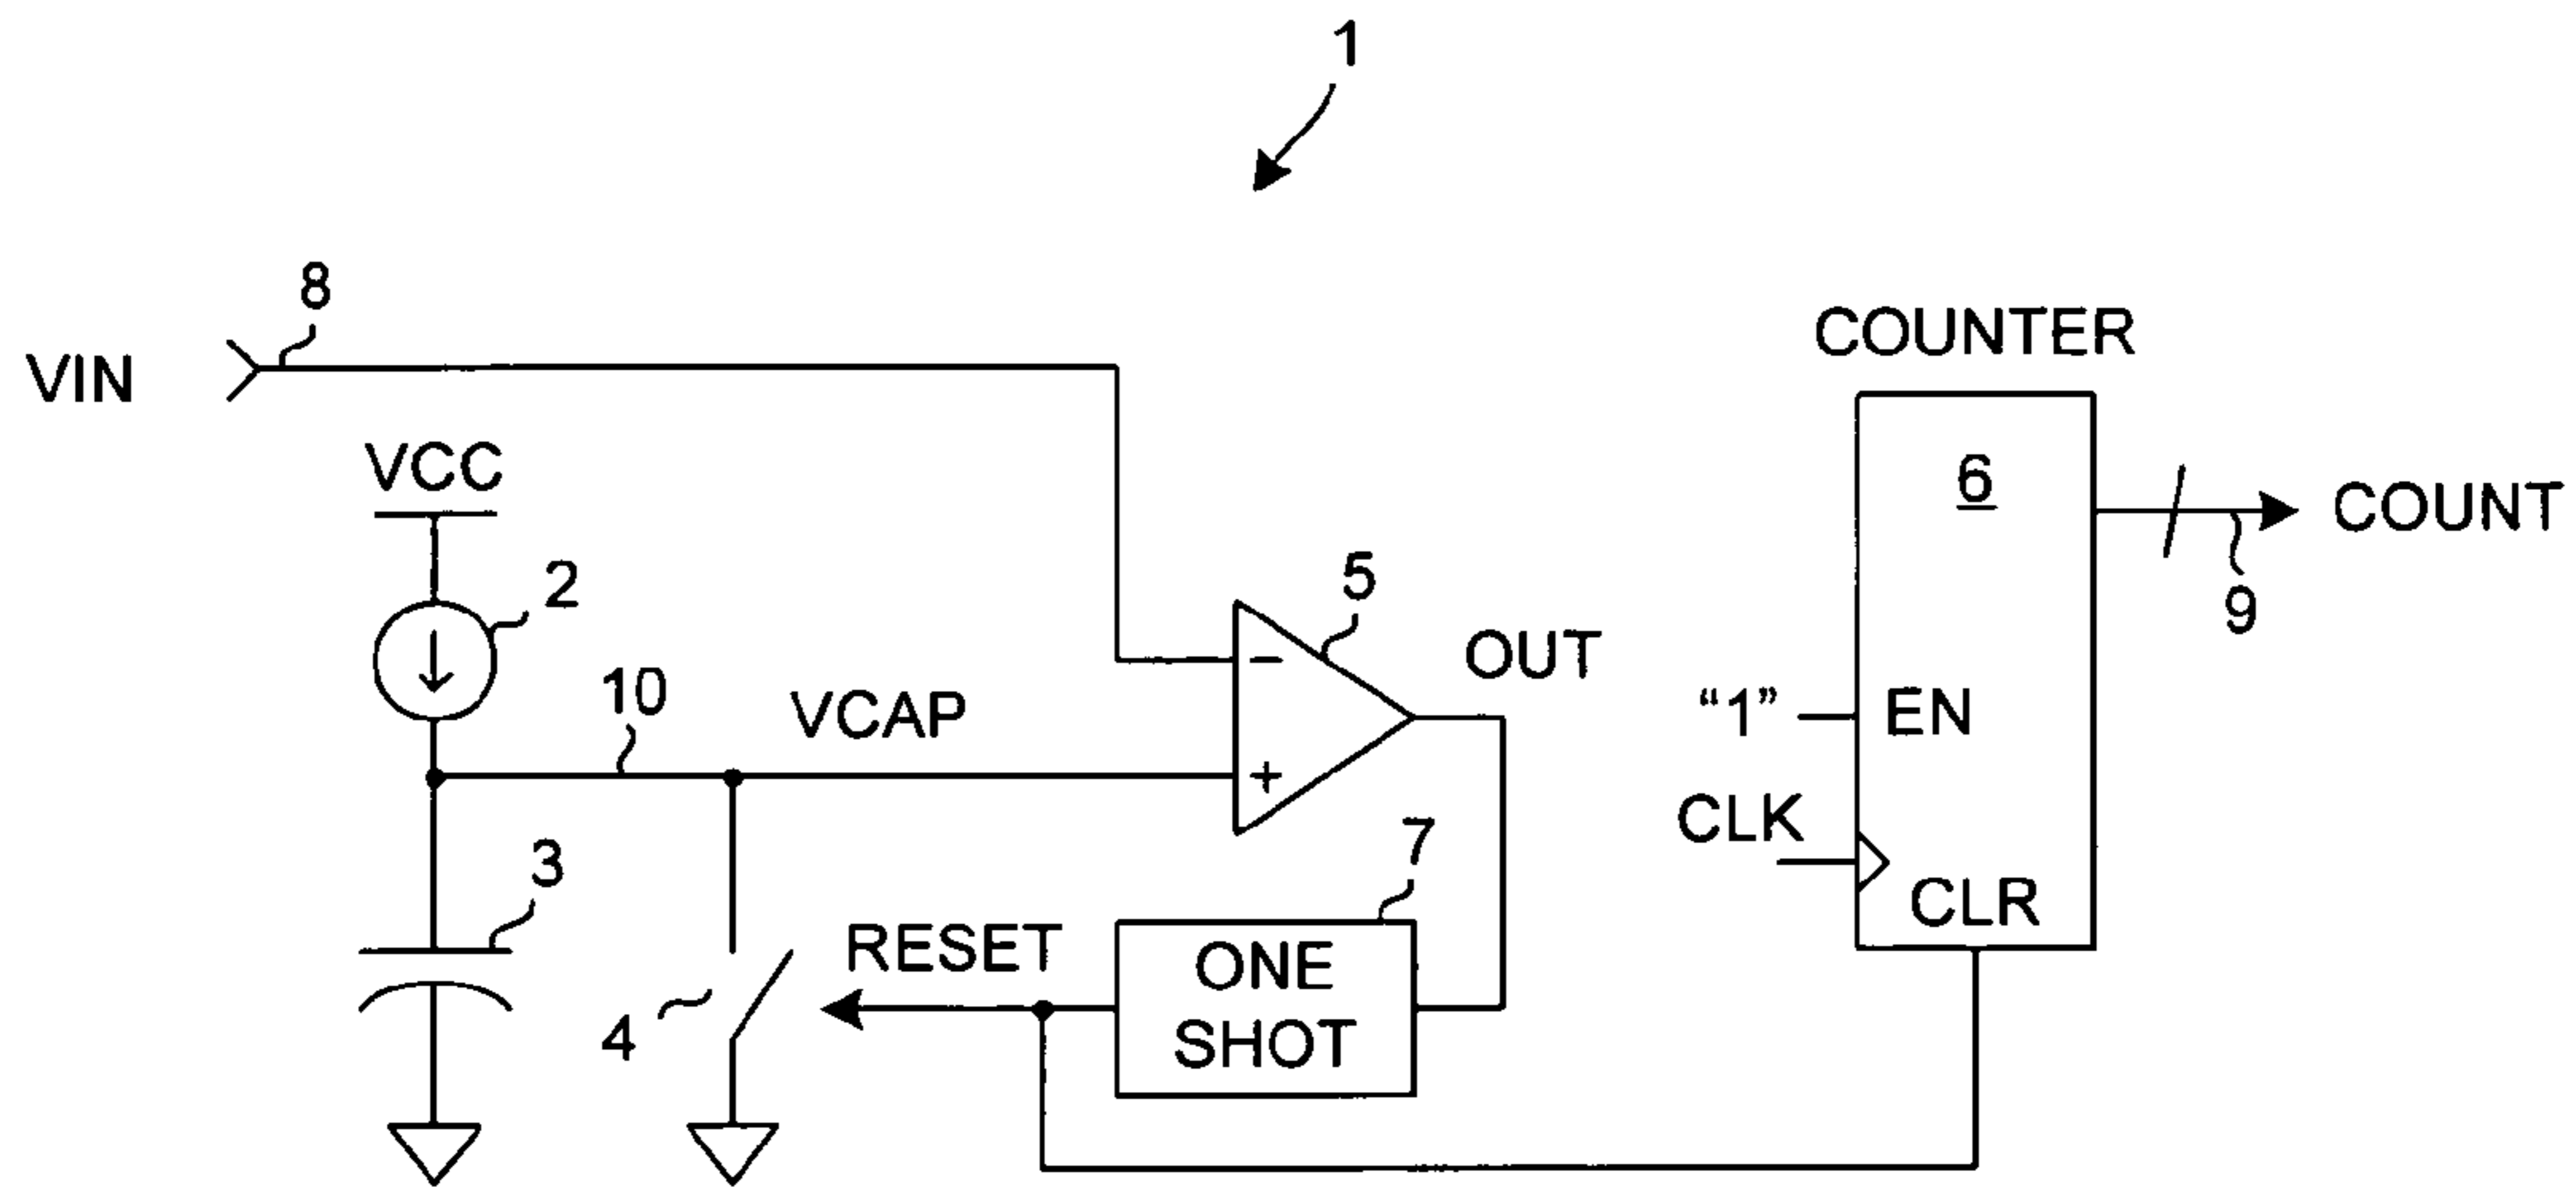 1
8
VIN
COUNTER
VCC
6
COUNT
2
5
9
OUT
10
VCAP
"1"
EN
−
+
CLK
3
7
CLR
RESET
ONE
SHOT
4